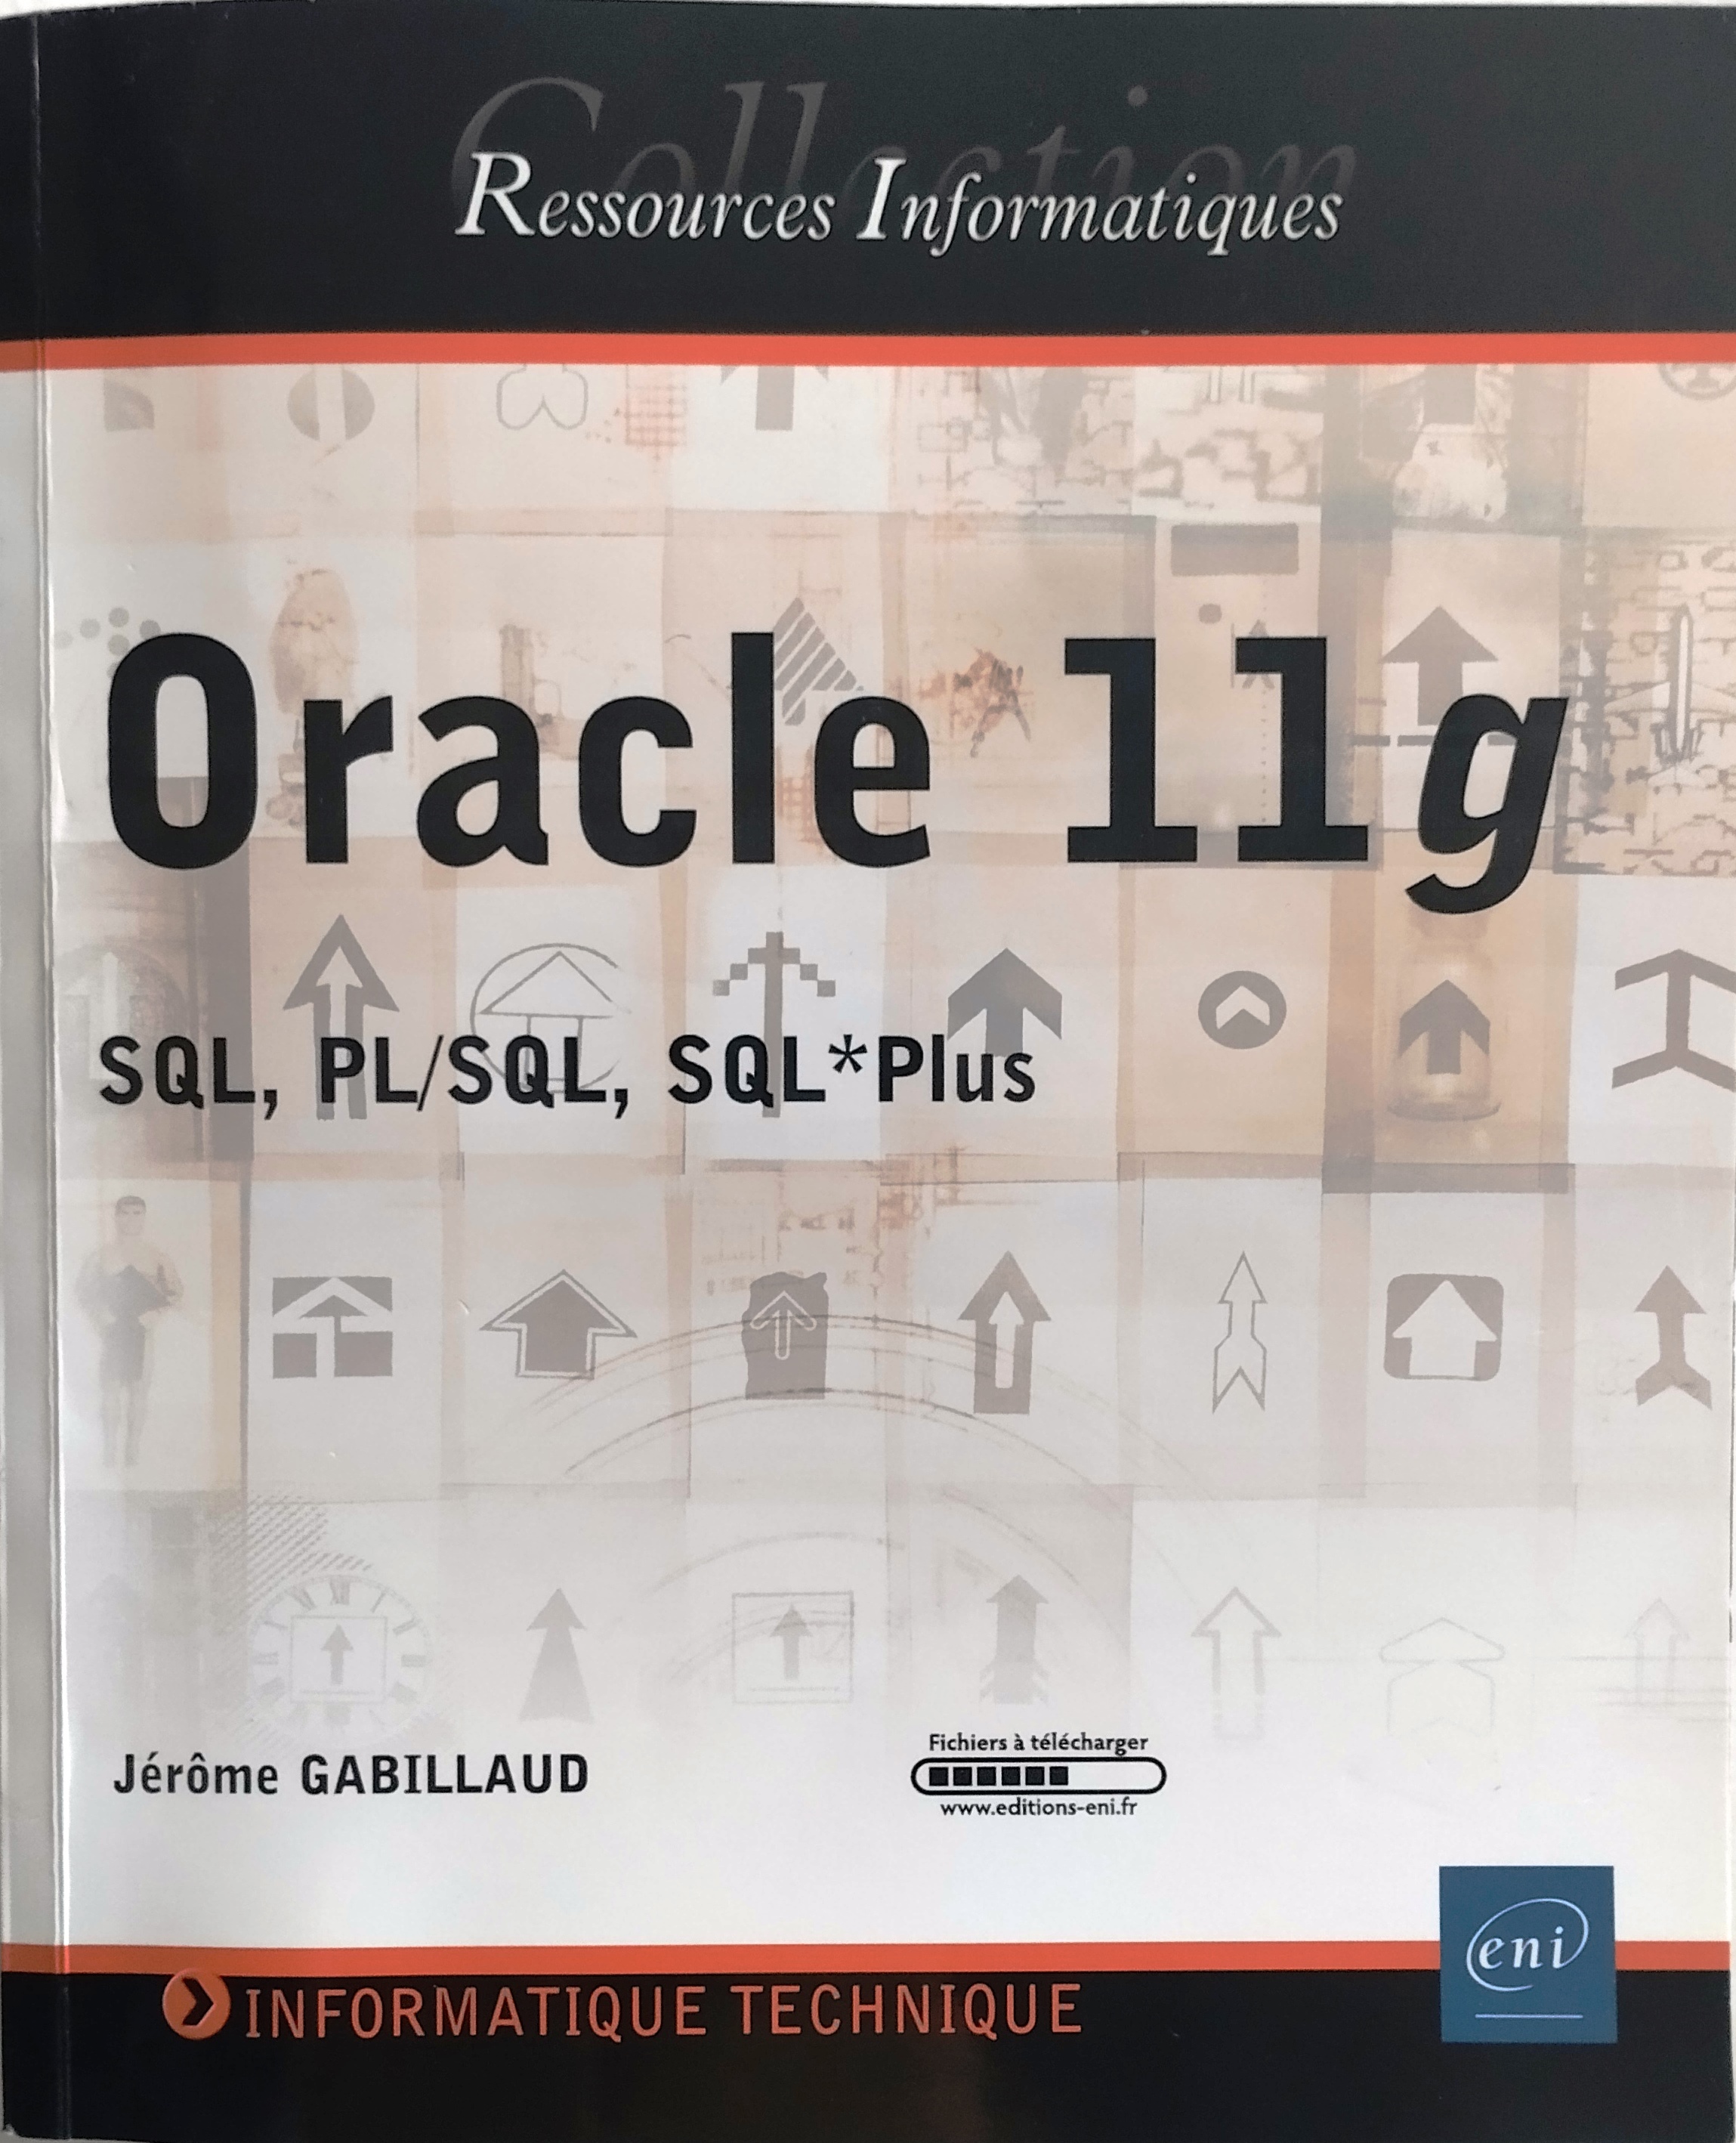 Collection
Ressources Informatiques
Oracle 11g
SQL, PL/SQL, SQL*Plus
Jérôme GABILLAUD
Fichiers à télécharger
www.editions-eni.fr
eni
INFORMATIQUE TECHNIQUE